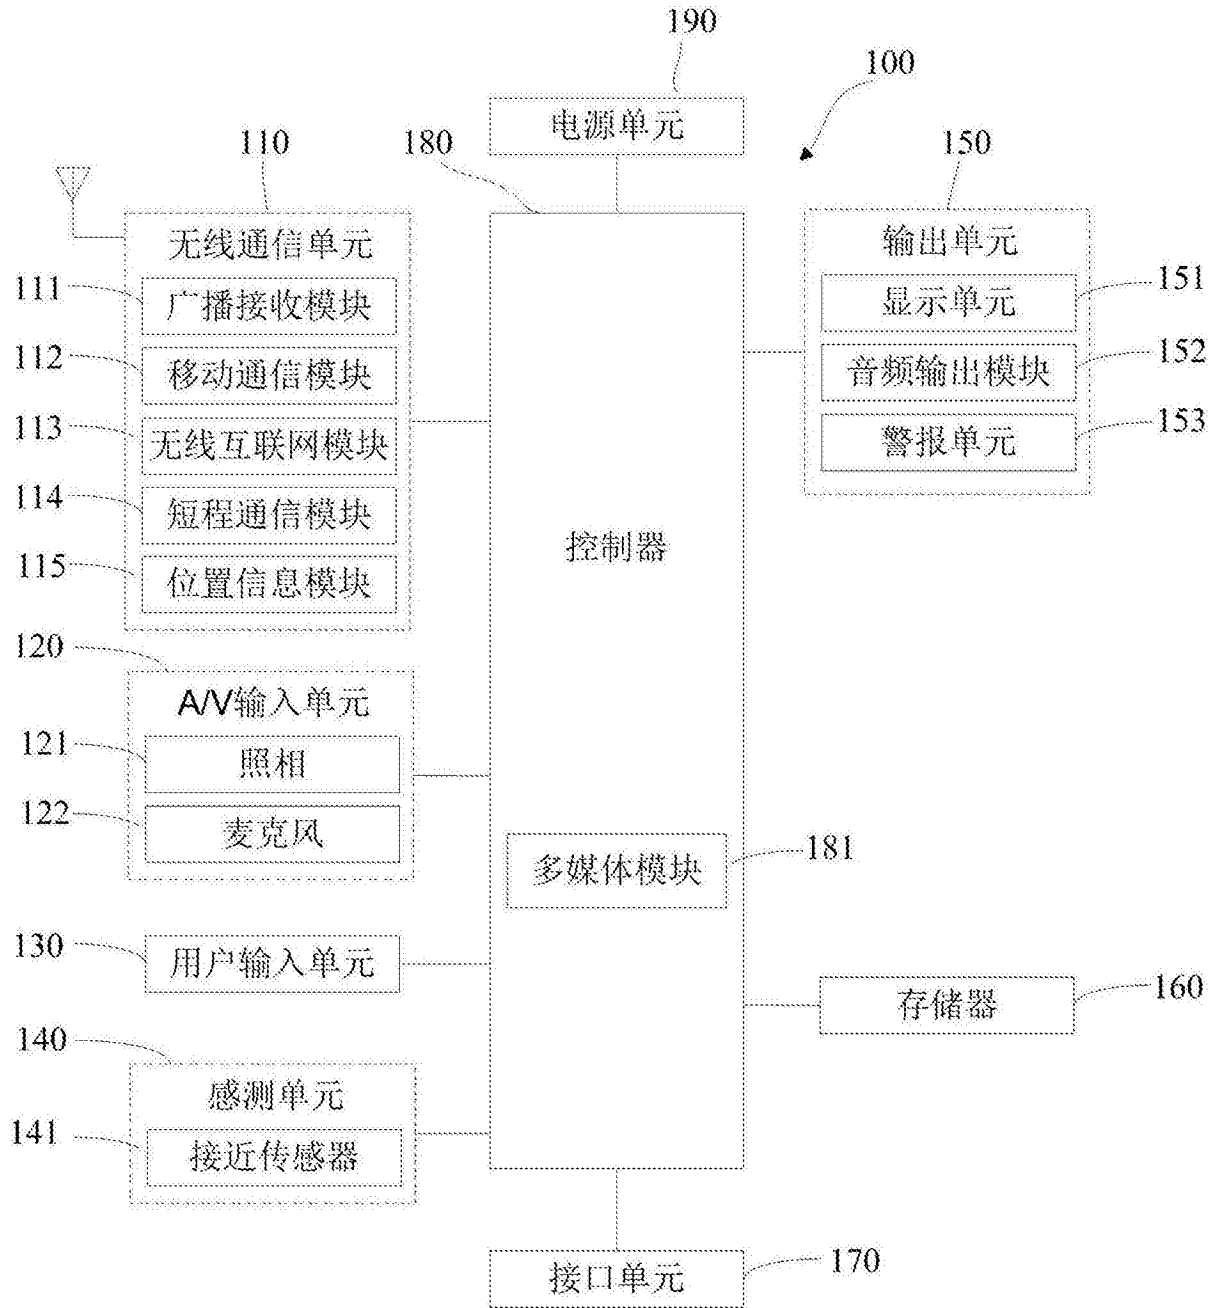 190
100
电源单元
110
180
150
无线通信单元
输出单元
111
广播接收模块
151
显示单元
112
移动通信模块
152
音频输出模块
113
无线互联网模块
153
警报单元
114
短程通信模块
控制器
115
位置信息模块
120
A/V输入单元
121
照相
122
麦克风
181
多媒体模块
130
用户输入单元
160
存储器
140
感测单元
141
接近传感器
170
接口单元